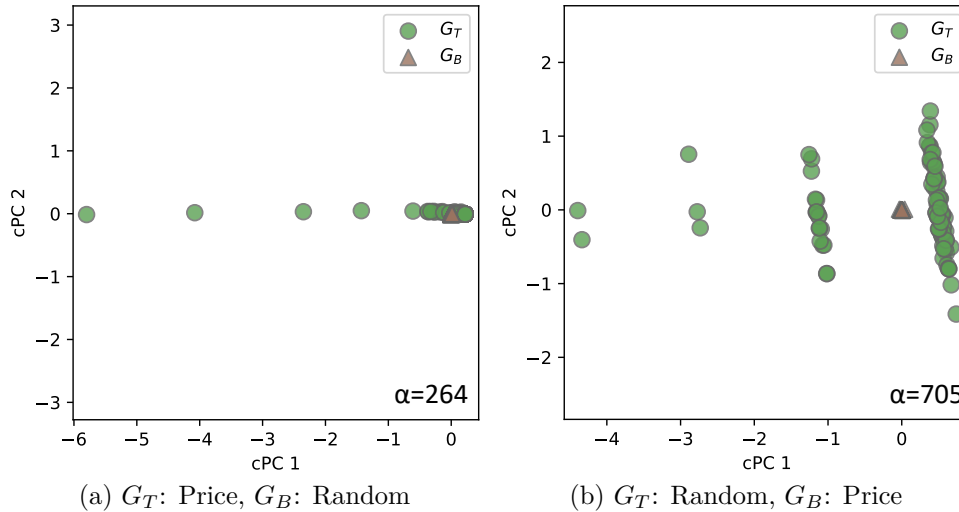 3
2
1
0
−1
−2
−3
cPC 2
−6 −5 −4 −3 −2 −1 0
cPC 1
G_T
G_B
α=264
(a) G_T: Price, G_B: Random
2
1
0
−1
−2
cPC 2
−4 −3 −2 −1 0
cPC 1
G_T
G_B
α=705
(b) G_T: Random, G_B: Price